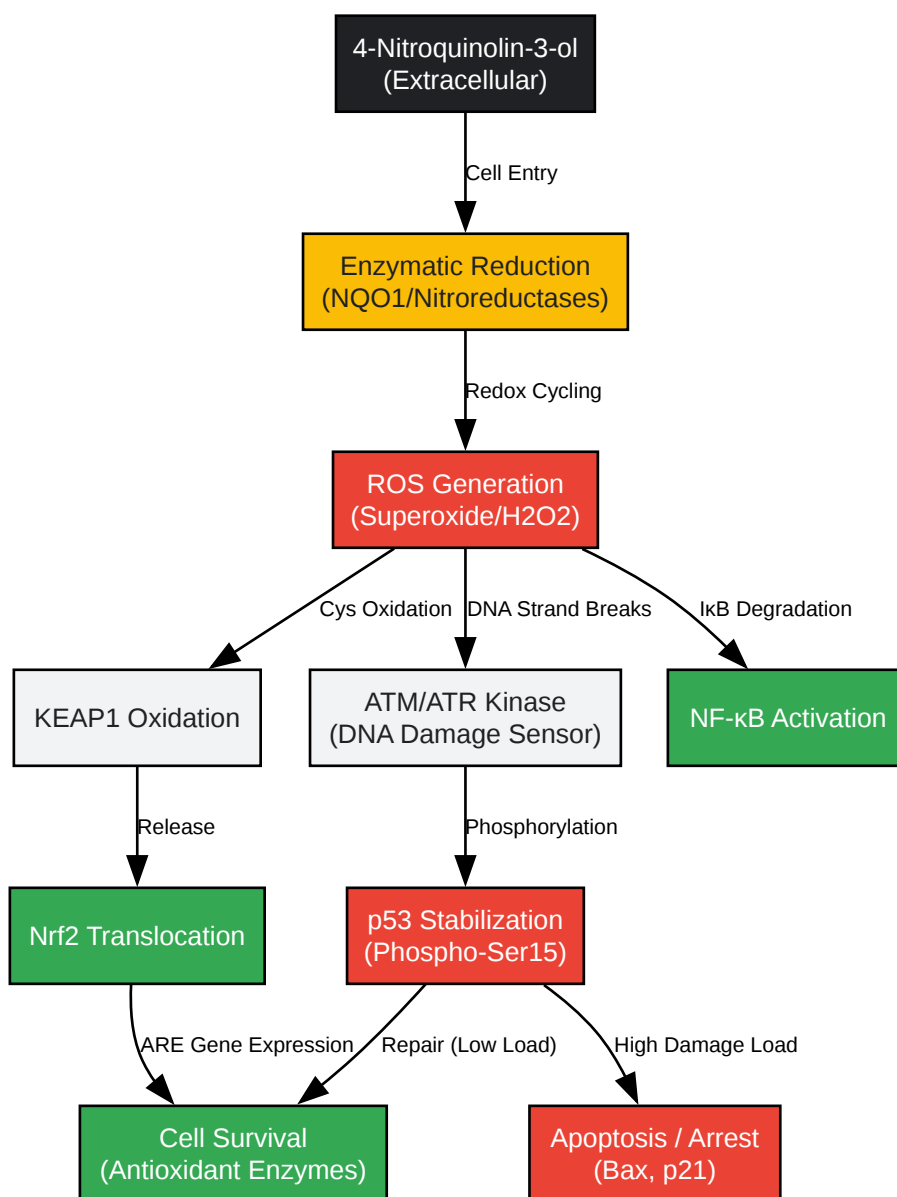 4-Nitroquinolin-3-ol
(Extracellular)
Cell Entry
Enzymatic Reduction
(NQO1/Nitroreductases)
Redox Cycling
ROS Generation
(Superoxide/H2O2)
Cys Oxidation
DNA Strand Breaks
IκB Degradation
KEAP1 Oxidation
ATM/ATR Kinase
(DNA Damage Sensor)
NF-κB Activation
Release
Phosphorylation
Nrf2 Translocation
p53 Stabilization
(Phospho-Ser15)
ARE Gene Expression
Repair (Low Load)
High Damage Load
Cell Survival
(Antioxidant Enzymes)
Apoptosis / Arrest
(Bax, p21)